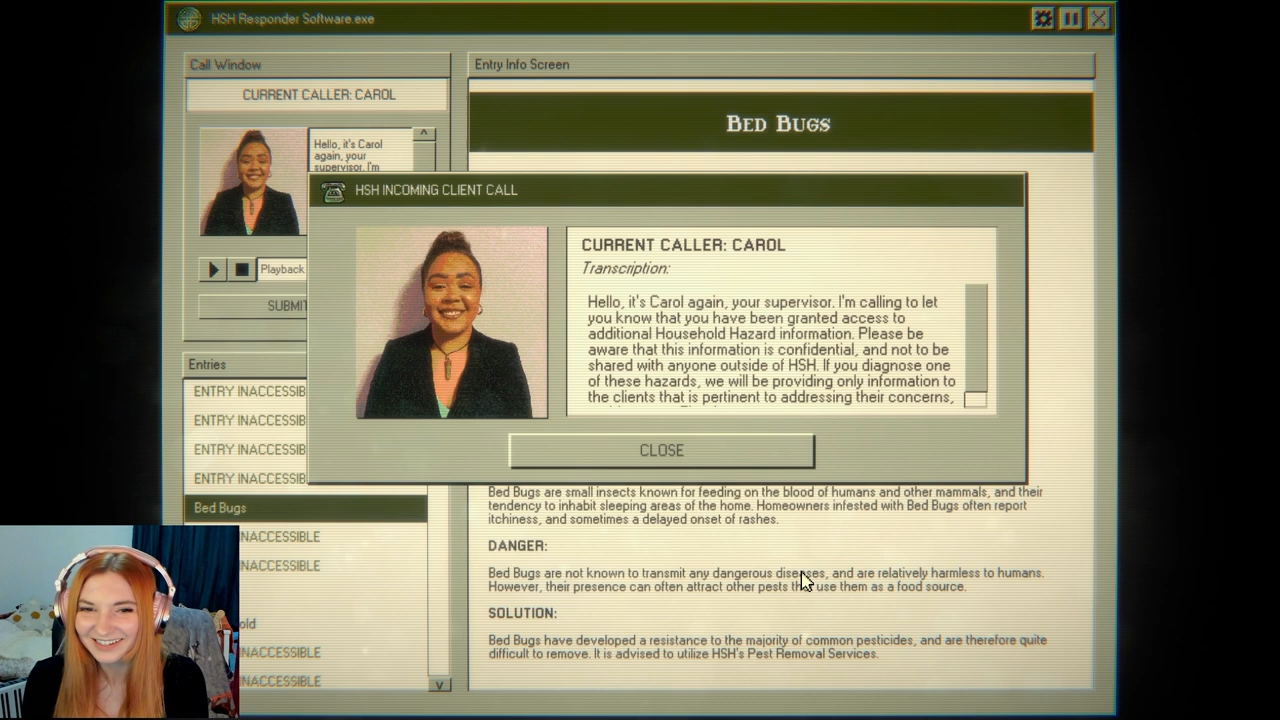 HSH Responder Software.exe
Call Window
CURRENT CALLER: CAROL
Hello, it's Carol
again, your
supervisor. I'm
Playback
SUBMIT
Entries
ENTRY INACCESSIB
ENTRY INACCESSIB
ENTRY INACCESSIB
ENTRY INACCESSIB
Bed Bugs
NACCESSIBLE
NACCESSIBLE
old
NACCESSIBLE
NACCESSIBLE
Entry Info Screen
BED BUGS
HSH INCOMING CLIENT CALL
CURRENT CALLER: CAROL
Transcription:
Hello, it's Carol again, your supervisor. I'm calling to let
you know that you have been granted access to
additional Household Hazard information. Please be
aware that this information is confidential, and not to be
shared with anyone outside of HSH. If you diagnose one
of these hazards, we will be providing only information to
the clients that is pertinent to addressing their concerns,
CLOSE
Bed Bugs are small insects known for feeding on the blood of humans and other mammals, and their
tendency to inhabit sleeping areas of the home. Homeowners infested with Bed Bugs often report
itchiness, and sometimes a delayed onset of rashes.
DANGER:
Bed Bugs are not known to transmit any dangerous diseases, and are relatively harmless to humans.
However, their presence can often attract other pests that use them as a food source.
SOLUTION:
Bed Bugs have developed a resistance to the majority of common pesticides, and are therefore quite
difficult to remove. It is advised to utilize HSH's Pest Removal Services.